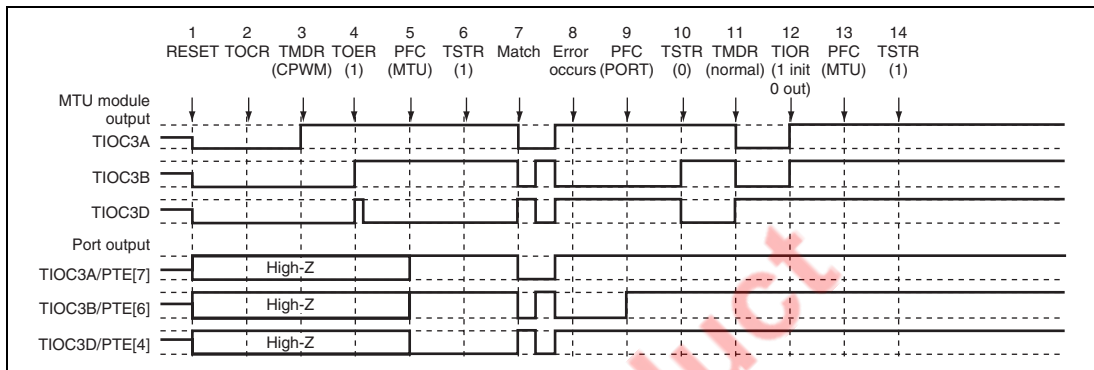 1 2 3 4 5 6 7 8 9 10 11 12 13 14
RESET TOCR TMDR TOER PFC TSTR Match Error PFC TSTR TMDR TIOR PFC TSTR
(CPWM) (1) (MTU) (1) occurs (PORT) (0) (normal) (1 init (MTU) (1)
0 out)
MTU module
output
TIOC3A
TIOC3B
TIOC3D
Port output
TIOC3A/PTE[7] High-Z
TIOC3B/PTE[6] High-Z
TIOC3D/PTE[4] High-Z
duct